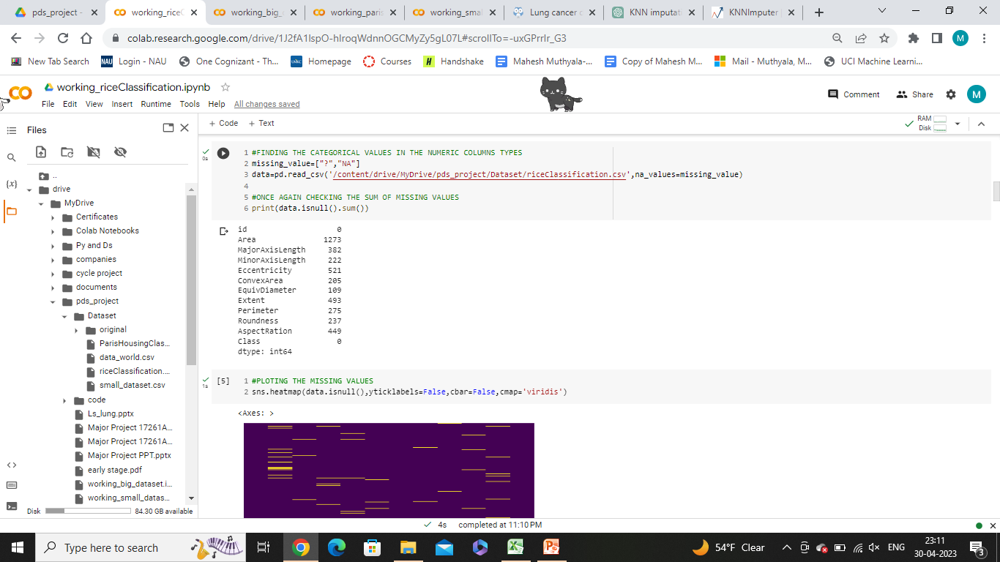 pds_project -
working_riceC
working_big_c
working_paris
working_smal
Lung cancer c
KNN imputati
KNNImputer
colab.research.google.com/drive/1J2fA1IspO-hIroqWdnnOGCMyZy5gL07L#scrollTo=-uxGPrrIr_G3
M
New Tab Search
NAU Login - NAU
One Cognizant - Th...
UMBC Homepage
Courses
H Handshake
Mahesh Muthyala-...
Copy of Mahesh M...
Mail - Muthyala, M...
UCI Machine Learni...
working_riceClassification.ipynb
File Edit View Insert Runtime Tools Help All changes saved
Comment Share M
Files
+ Code + Text
RAM
Disk
{x}
..
drive
MyDrive
Certificates
Colab Notebooks
Py and Ds
companies
cycle project
documents
pds_project
Dataset
original
ParisHousingClas...
data_world.csv
riceClassification....
small_dataset.csv
code
Ls_lung.pptx
Major Project 17261A...
Major Project 17261A...
Major Project PPT.pptx
early stage.pdf
working_big_dataset.i...
working_small_datas...
Disk 84.30 GB available
0s
1 #FINDING THE CATEGORICAL VALUES IN THE NUMERIC COLUMNS TYPES
2 missing_value=["?","NA"]
3 data=pd.read_csv('/content/drive/MyDrive/pds_project/Dataset/riceClassification.csv',na_values=missing_value)
4
5 #ONCE AGAIN CHECKING THE SUM OF MISSING VALUES
6 print(data.isnull().sum())
id 0
Area 1273
MajorAxisLength 382
MinorAxisLength 222
Eccentricity 521
ConvexArea 205
EquivDiameter 109
Extent 493
Perimeter 275
Roundness 237
AspectRation 449
Class 0
dtype: int64
1s
[5]
1 #PLOTING THE MISSING VALUES
2 sns.heatmap(data.isnull(),yticklabels=False,cbar=False,cmap='viridis')
<Axes: >
4s completed at 11:10 PM
Type here to search
54°F Clear
ENG
23:11
30-04-2023
3